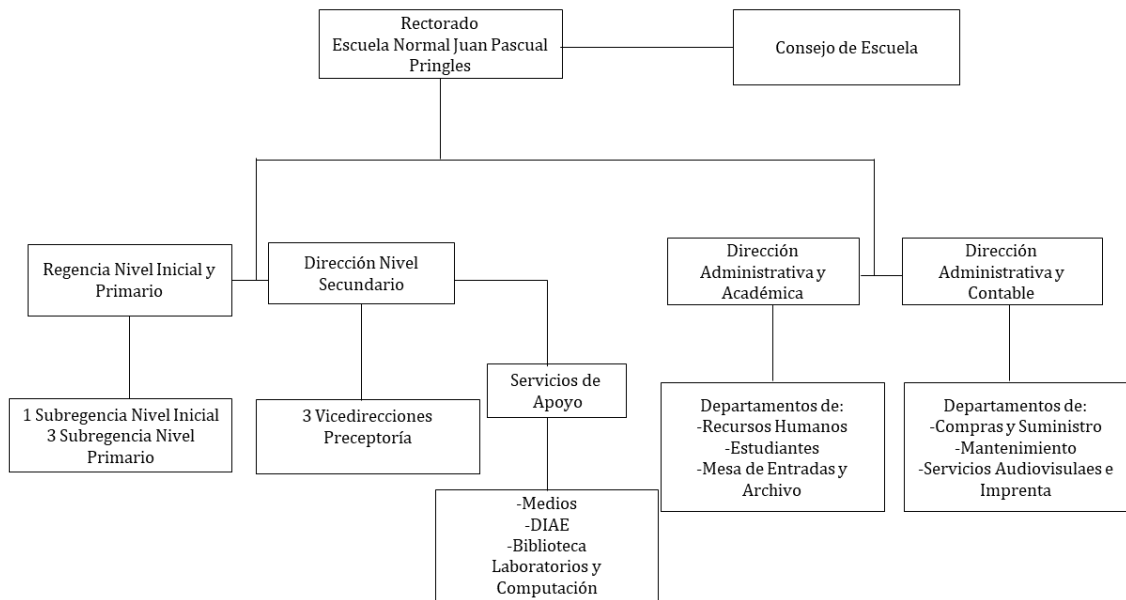 Rectorado
Escuela Normal Juan Pascual
Pringles
Consejo de Escuela
Regencia Nivel Inicial y
Primario
Dirección Nivel
Secundario
Dirección
Administrativa y
Académica
Dirección
Administrativa y
Contable
1 Subregencia Nivel Inicial
3 Subregencia Nivel
Primario
3 Vicedirecciones
Preceptoría
Servicios de
Apoyo
Departamentos de:
-Recursos Humanos
-Estudiantes
-Mesa de Entradas y
Archivo
Departamentos de:
-Compras y Suministro
-Mantenimiento
-Servicios Audiovisulaes e
Imprenta
-Medios
-DIAE
-Biblioteca
Laboratorios y
Computación